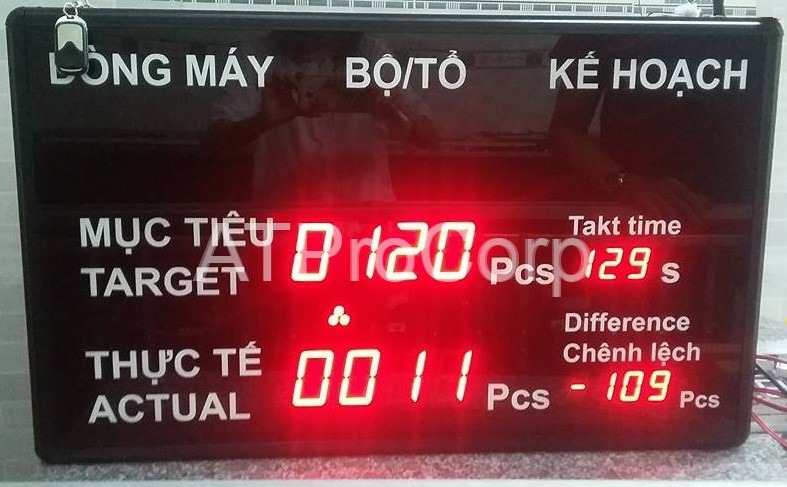 DÒNG MÁY BỘ/TỔ KẾ HOẠCH
MỤC TIÊU
TARGET
0120 Pcs
Takt time
129 s
THỰC TẾ
ACTUAL
0011 Pcs
Difference
Chênh lệch
-109 Pcs
ATProCorp